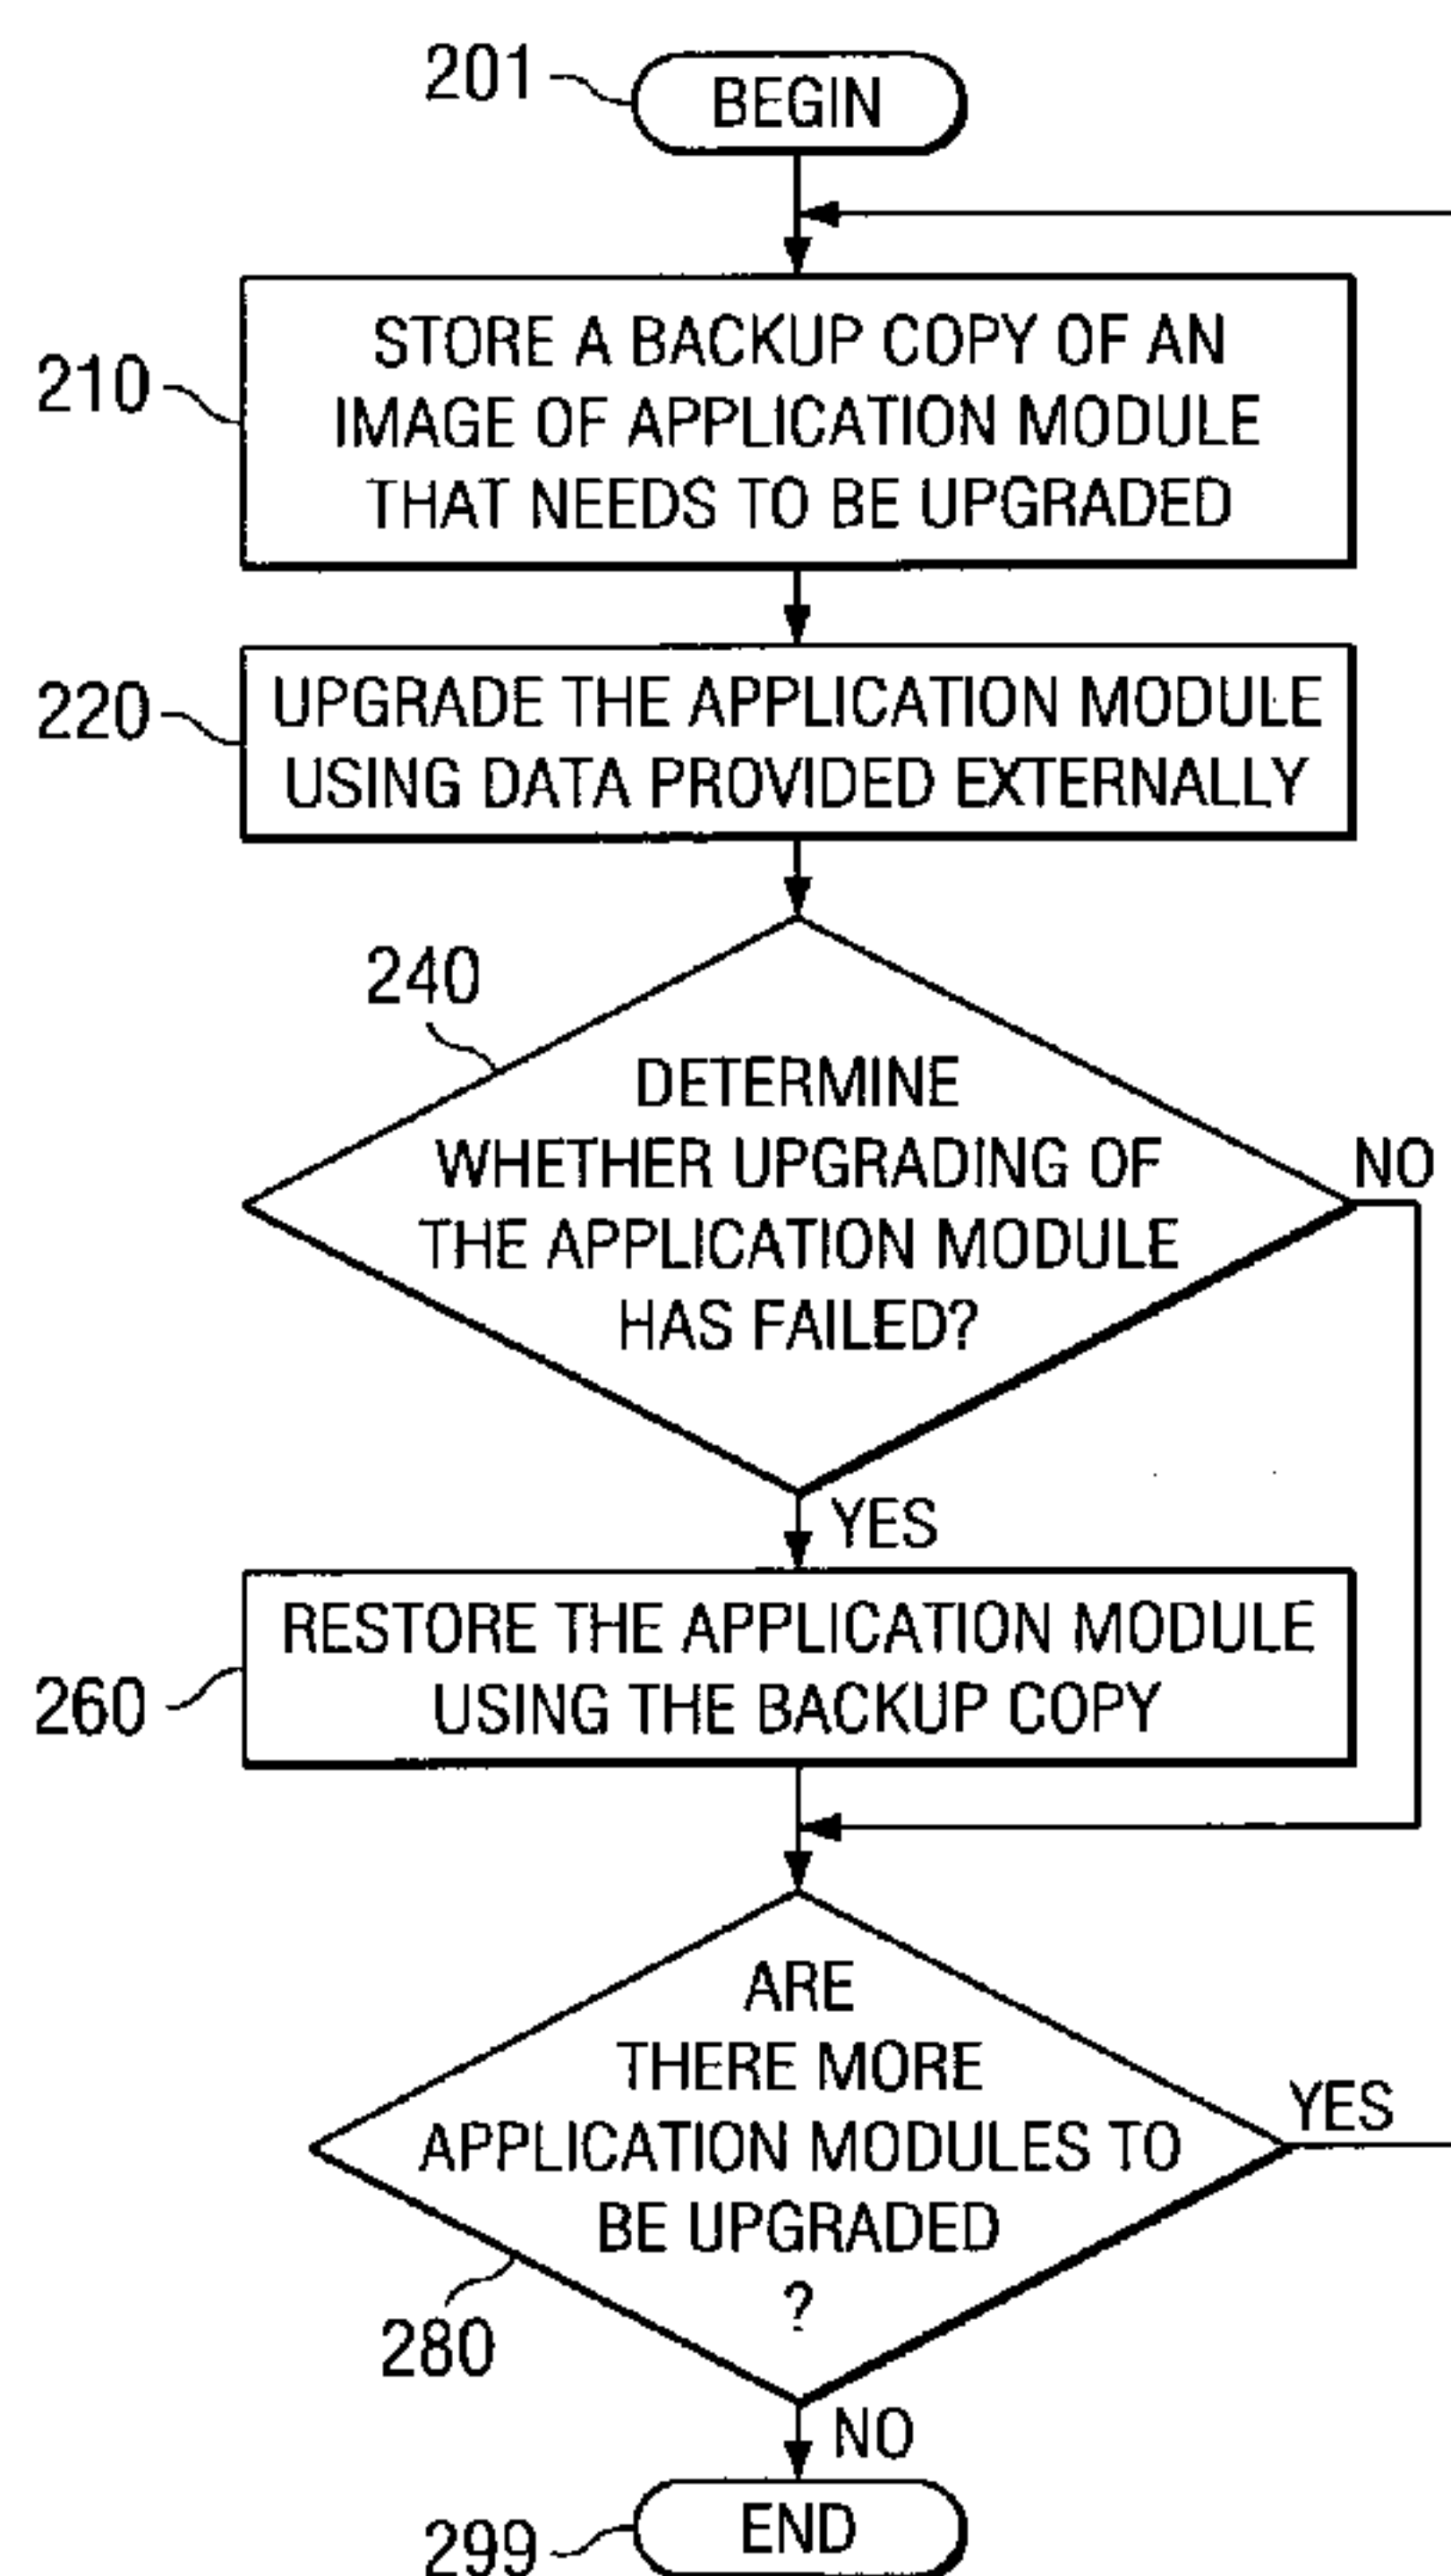 201
BEGIN
210
STORE A BACKUP COPY OF AN
IMAGE OF APPLICATION MODULE
THAT NEEDS TO BE UPGRADED
220
UPGRADE THE APPLICATION MODULE
USING DATA PROVIDED EXTERNALLY
240
DETERMINE
WHETHER UPGRADING OF
THE APPLICATION MODULE
HAS FAILED?
NO
YES
260
RESTORE THE APPLICATION MODULE
USING THE BACKUP COPY
ARE
THERE MORE
APPLICATION MODULES TO
BE UPGRADED
?
YES
280
NO
299
END